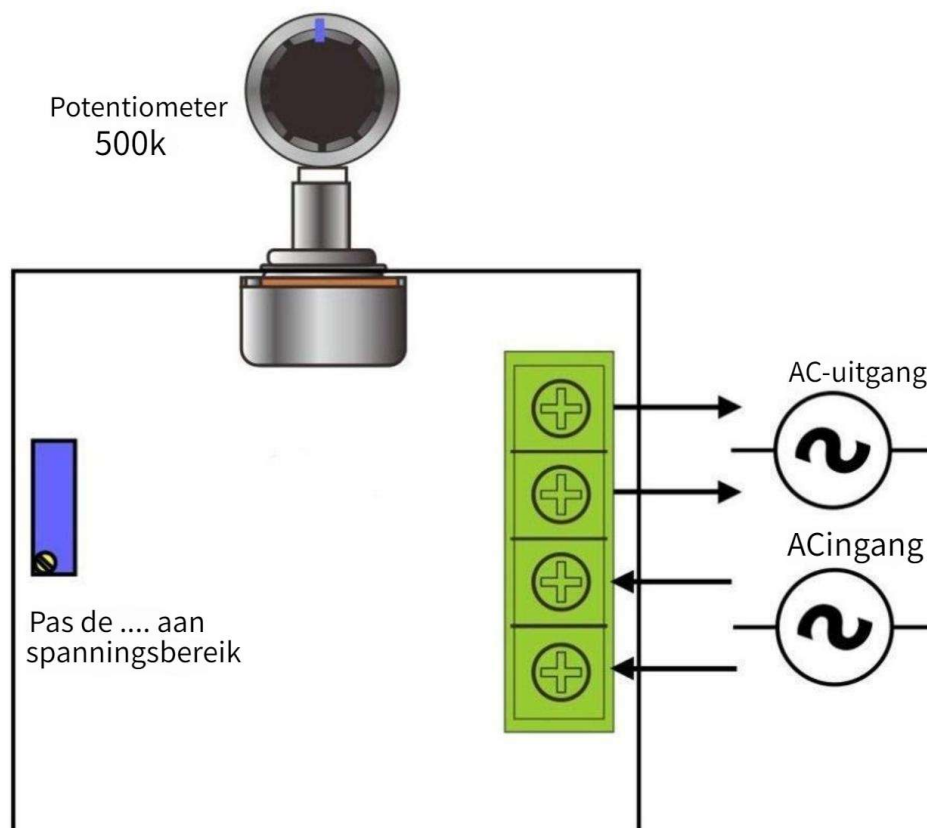 Potentiometer
500k
AC-uitgang
ACingang
Pas de .... aan
spanningsbereik